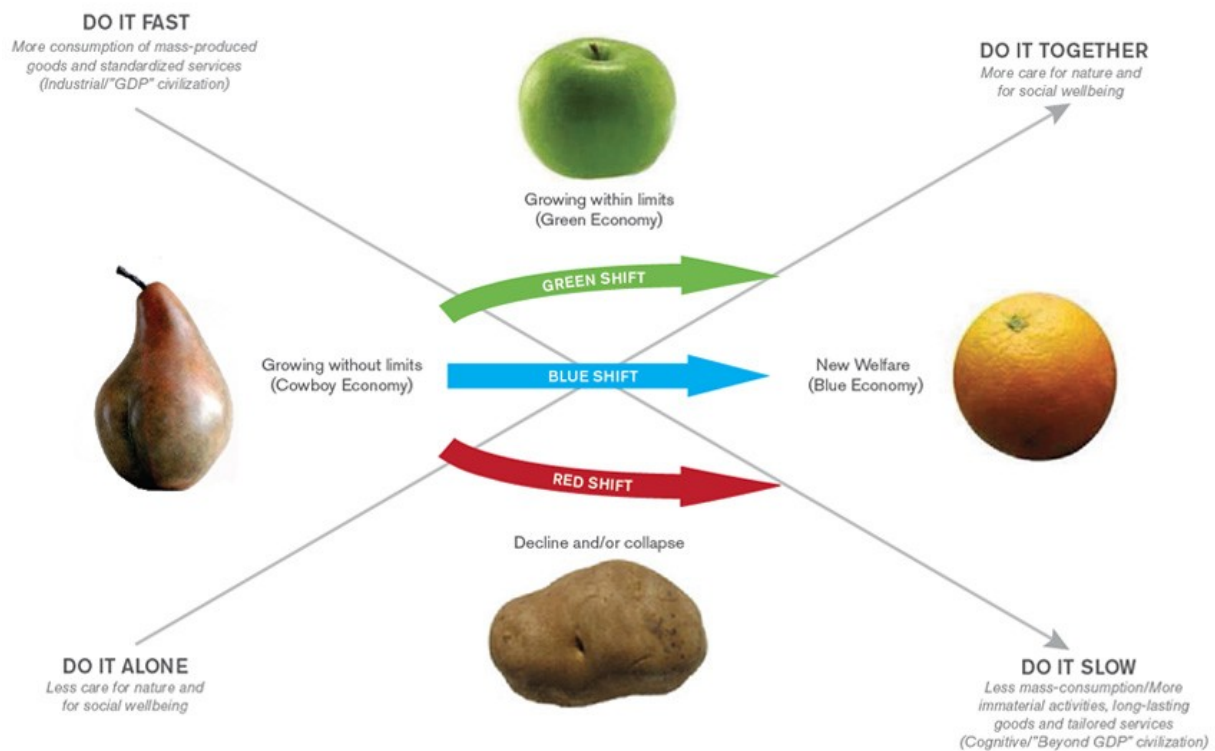 DO IT FAST
More consumption of mass-produced
goods and standardized services
(Industrial/"GDP" civilization)
DO IT TOGETHER
More care for nature and
for social wellbeing
Growing within limits
(Green Economy)
GREEN SHIFT
Growing without limits
(Cowboy Economy)
BLUE SHIFT
New Welfare
(Blue Economy)
RED SHIFT
Decline and/or collapse
DO IT ALONE
Less care for nature and
for social wellbeing
DO IT SLOW
Less mass-consumption/More
immaterial activities, long-lasting
goods and tailored services
(Cognitive/"Beyond GDP" civilization)